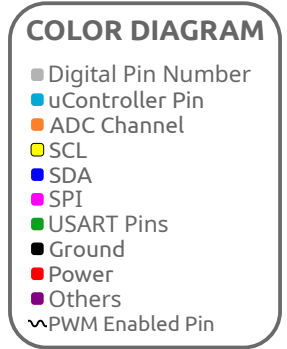 COLOR DIAGRAM
Digital Pin Number
uController Pin
ADC Channel
SCL
SDA
SPI
USART Pins
Ground
Power
Others
PWM Enabled Pin